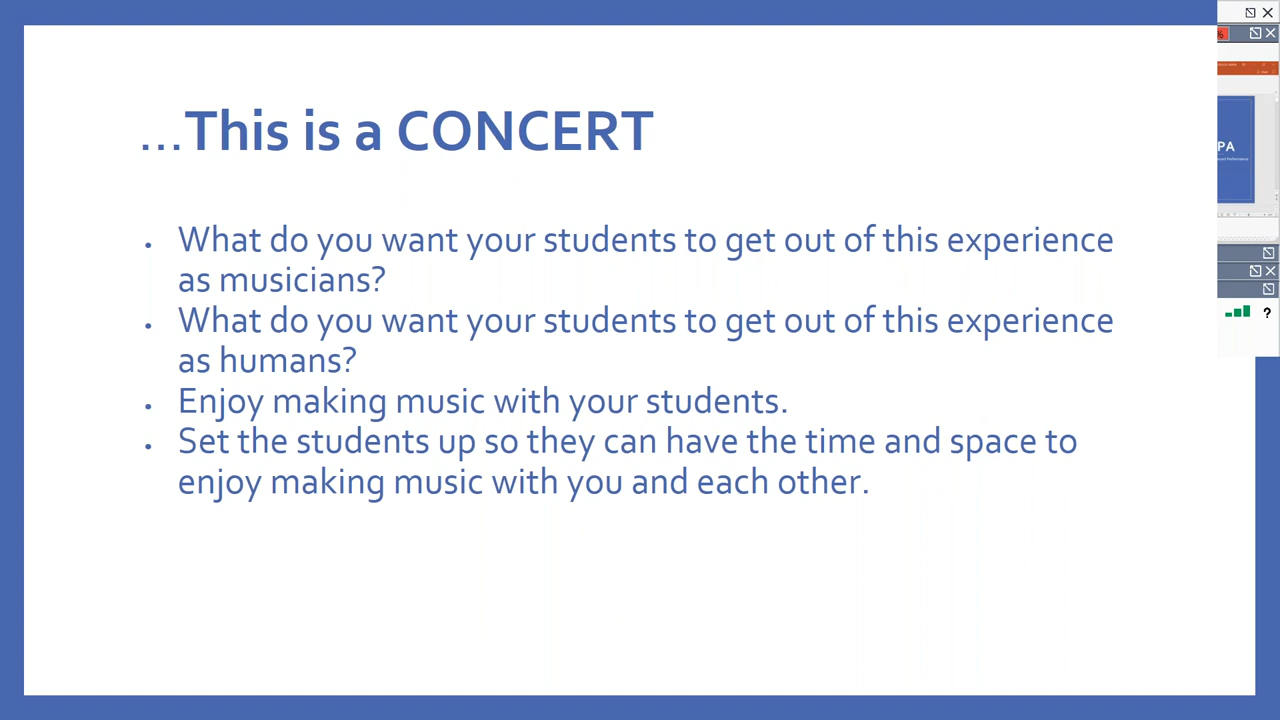 ...This is a CONCERT
• What do you want your students to get out of this experience
as musicians?
• What do you want your students to get out of this experience
as humans?
• Enjoy making music with your students.
• Set the students up so they can have the time and space to
enjoy making music with you and each other.
%
PA
?